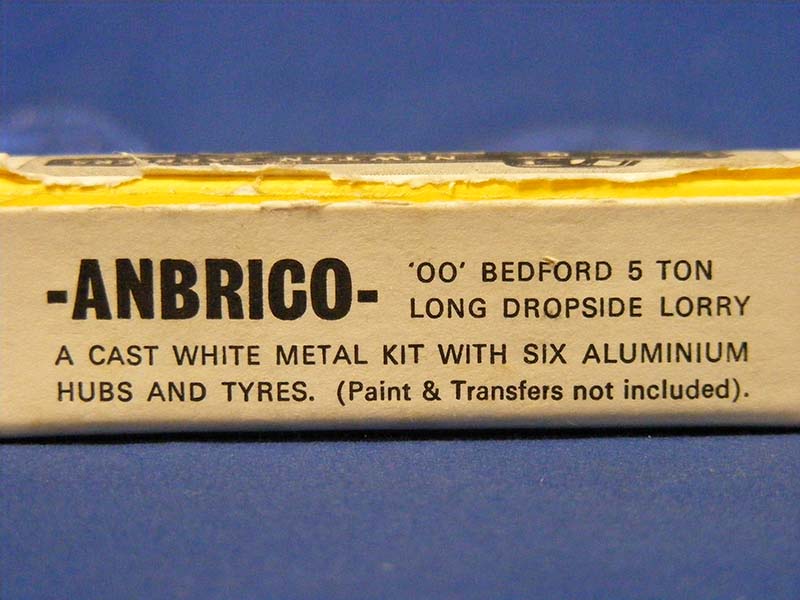 NEWTON
-ANBRICO-
'OO' BEDFORD 5 TON
LONG DROPSIDE LORRY
A CAST WHITE METAL KIT WITH SIX ALUMINIUM
HUBS AND TYRES. (Paint & Transfers not included).